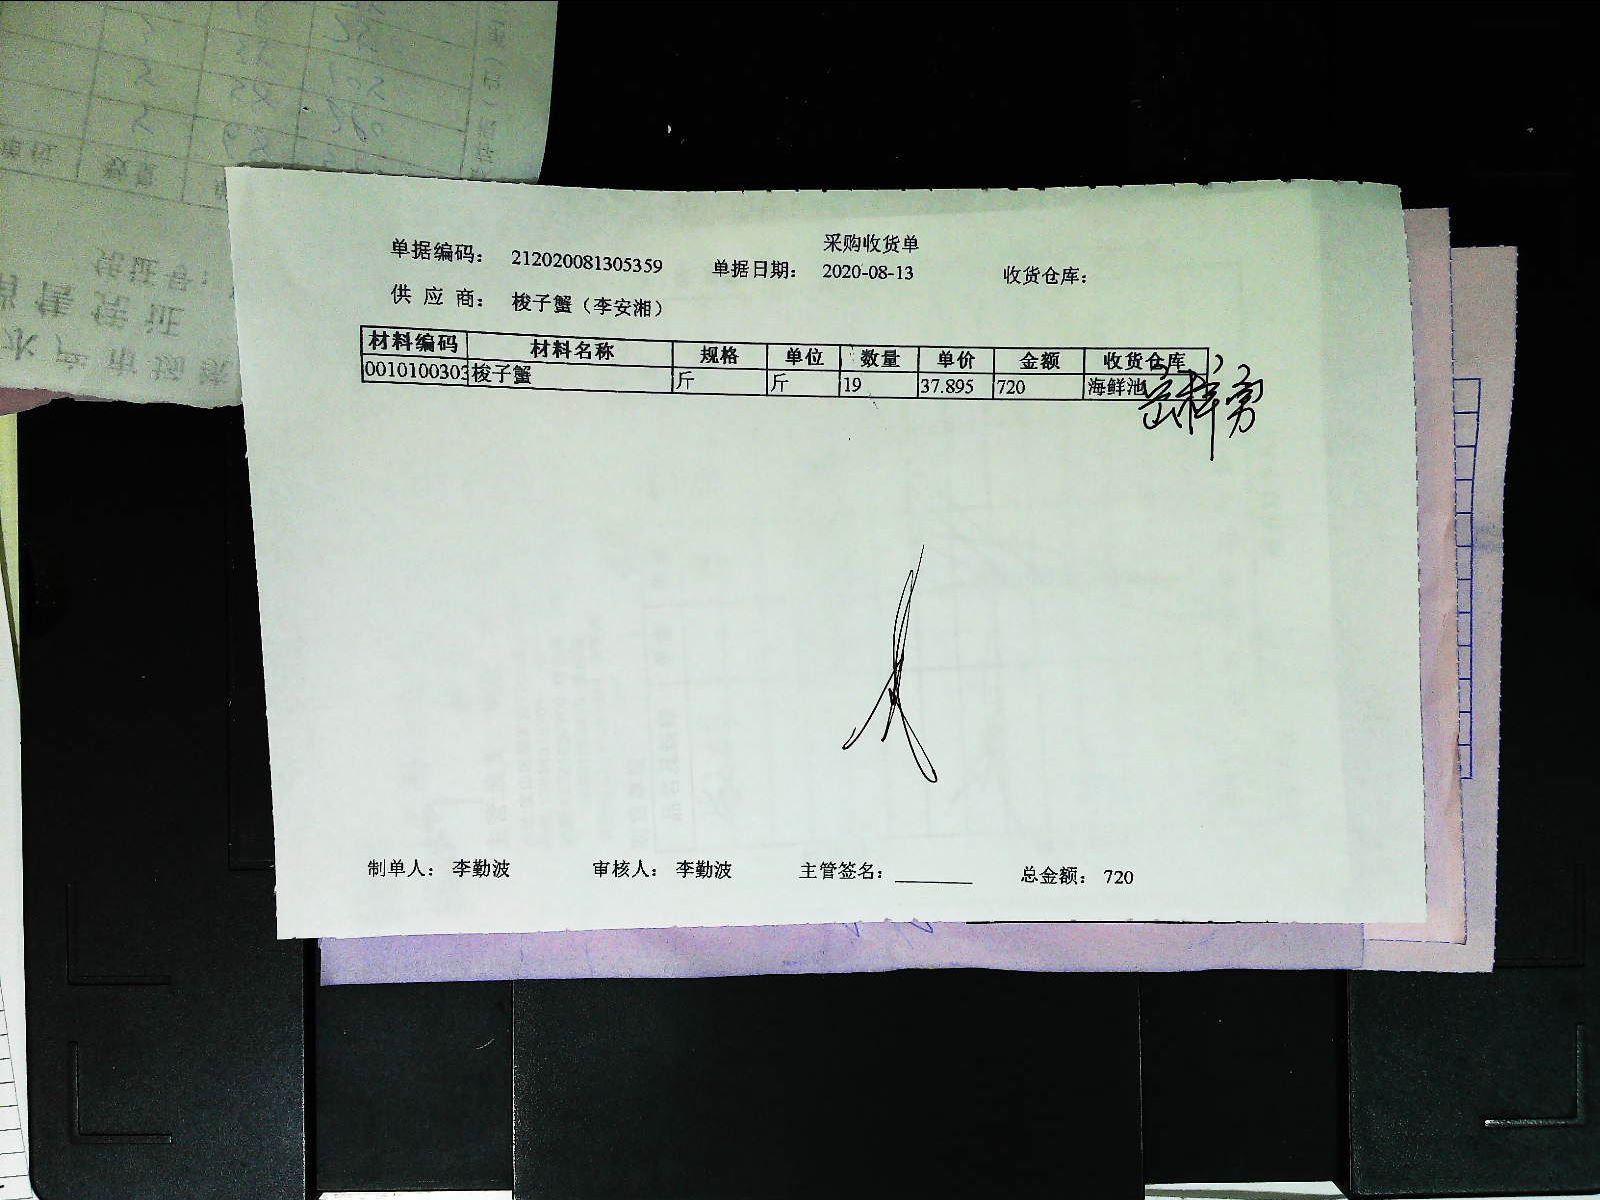 采购收货单
单据编码： 212020081305359 单据日期： 2020-08-13 收货仓库：
供 应 商： 梭子蟹（李安湘）
材料编码 材料名称 规格 单位 数量 单价 金额 收货仓库
0010100303 梭子蟹 斤 斤 19 37.895 720 海鲜池
制单人： 李勤波 审核人： 李勤波 主管签名： 总金额： 720